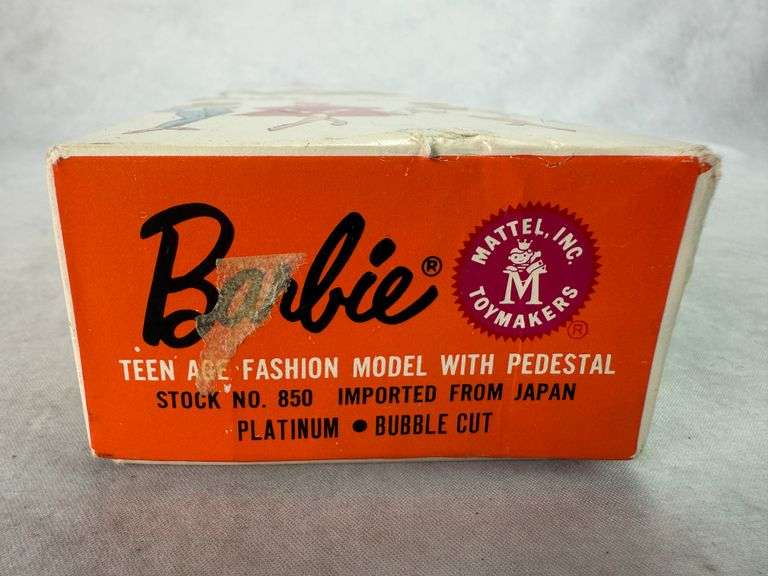 Barbie®
MATTEL, INC.
M
TOYMAKERS
®
TEEN AGE FASHION MODEL WITH PEDESTAL
STOCK NO. 850 IMPORTED FROM JAPAN
PLATINUM • BUBBLE CUT